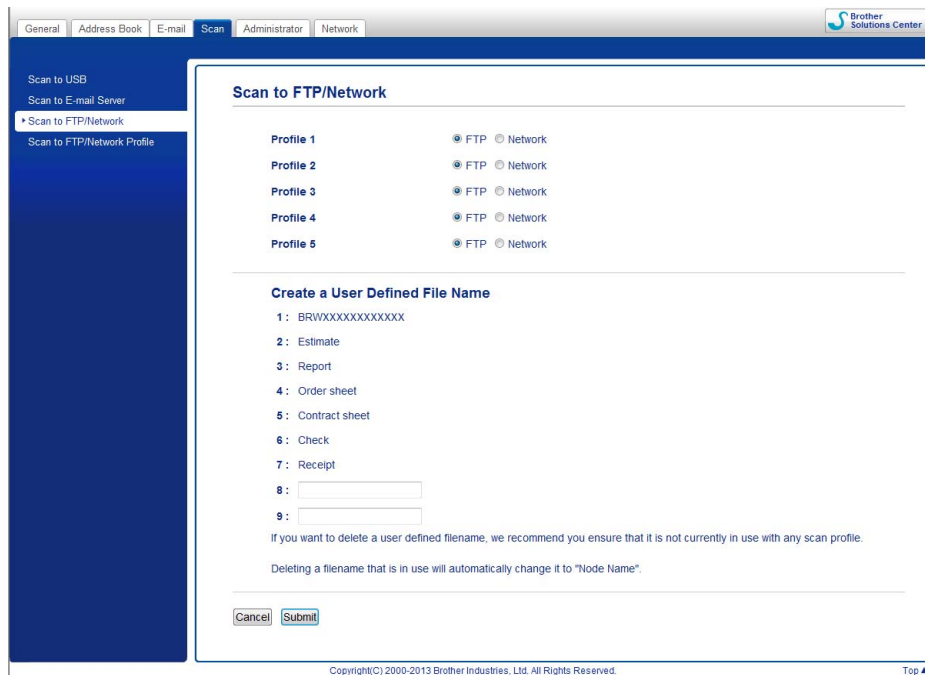 General Address Book E-mail Scan Administrator Network
Brother
Solutions Center
Scan to USB
Scan to E-mail Server
Scan to FTP/Network
Scan to FTP/Network Profile
Scan to FTP/Network
Profile 1 FTP Network
Profile 2 FTP Network
Profile 3 FTP Network
Profile 4 FTP Network
Profile 5 FTP Network
Create a User Defined File Name
1 : BRWXXXXXXXXXXXX
2 : Estimate
3 : Report
4 : Order sheet
5 : Contract sheet
6 : Check
7 : Receipt
8 :
9 :
If you want to delete a user defined filename, we recommend you ensure that it is not currently in use with any scan profile.
Deleting a filename that is in use will automatically change it to "Node Name".
Cancel Submit
Copyright(C) 2000-2013 Brother Industries, Ltd. All Rights Reserved. Top▲